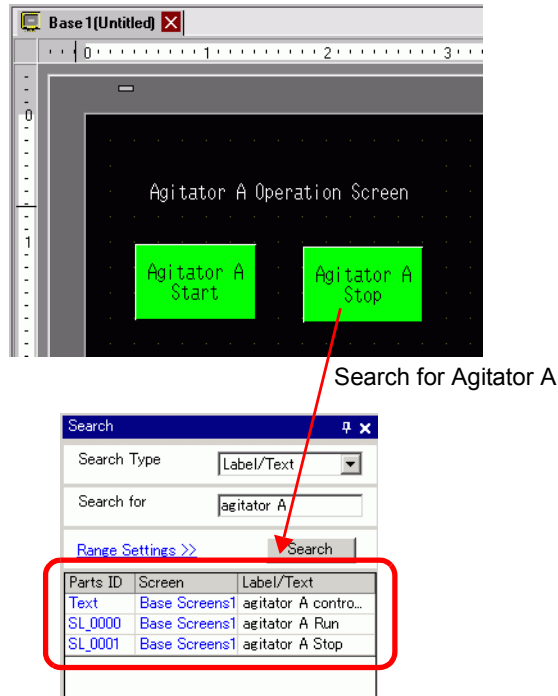 Base 1(Untitled)
0 1 2 3
0
1
Agitator A Operation Screen
Agitator A
Start
Agitator A
Stop
Search for Agitator A
Search
Search Type Label/Text
Search for agitator A
Range Settings >> Search
Parts ID Screen Label/Text
Text Base Screens1 agitator A contro...
SL_0000 Base Screens1 agitator A Run
SL_0001 Base Screens1 agitator A Stop